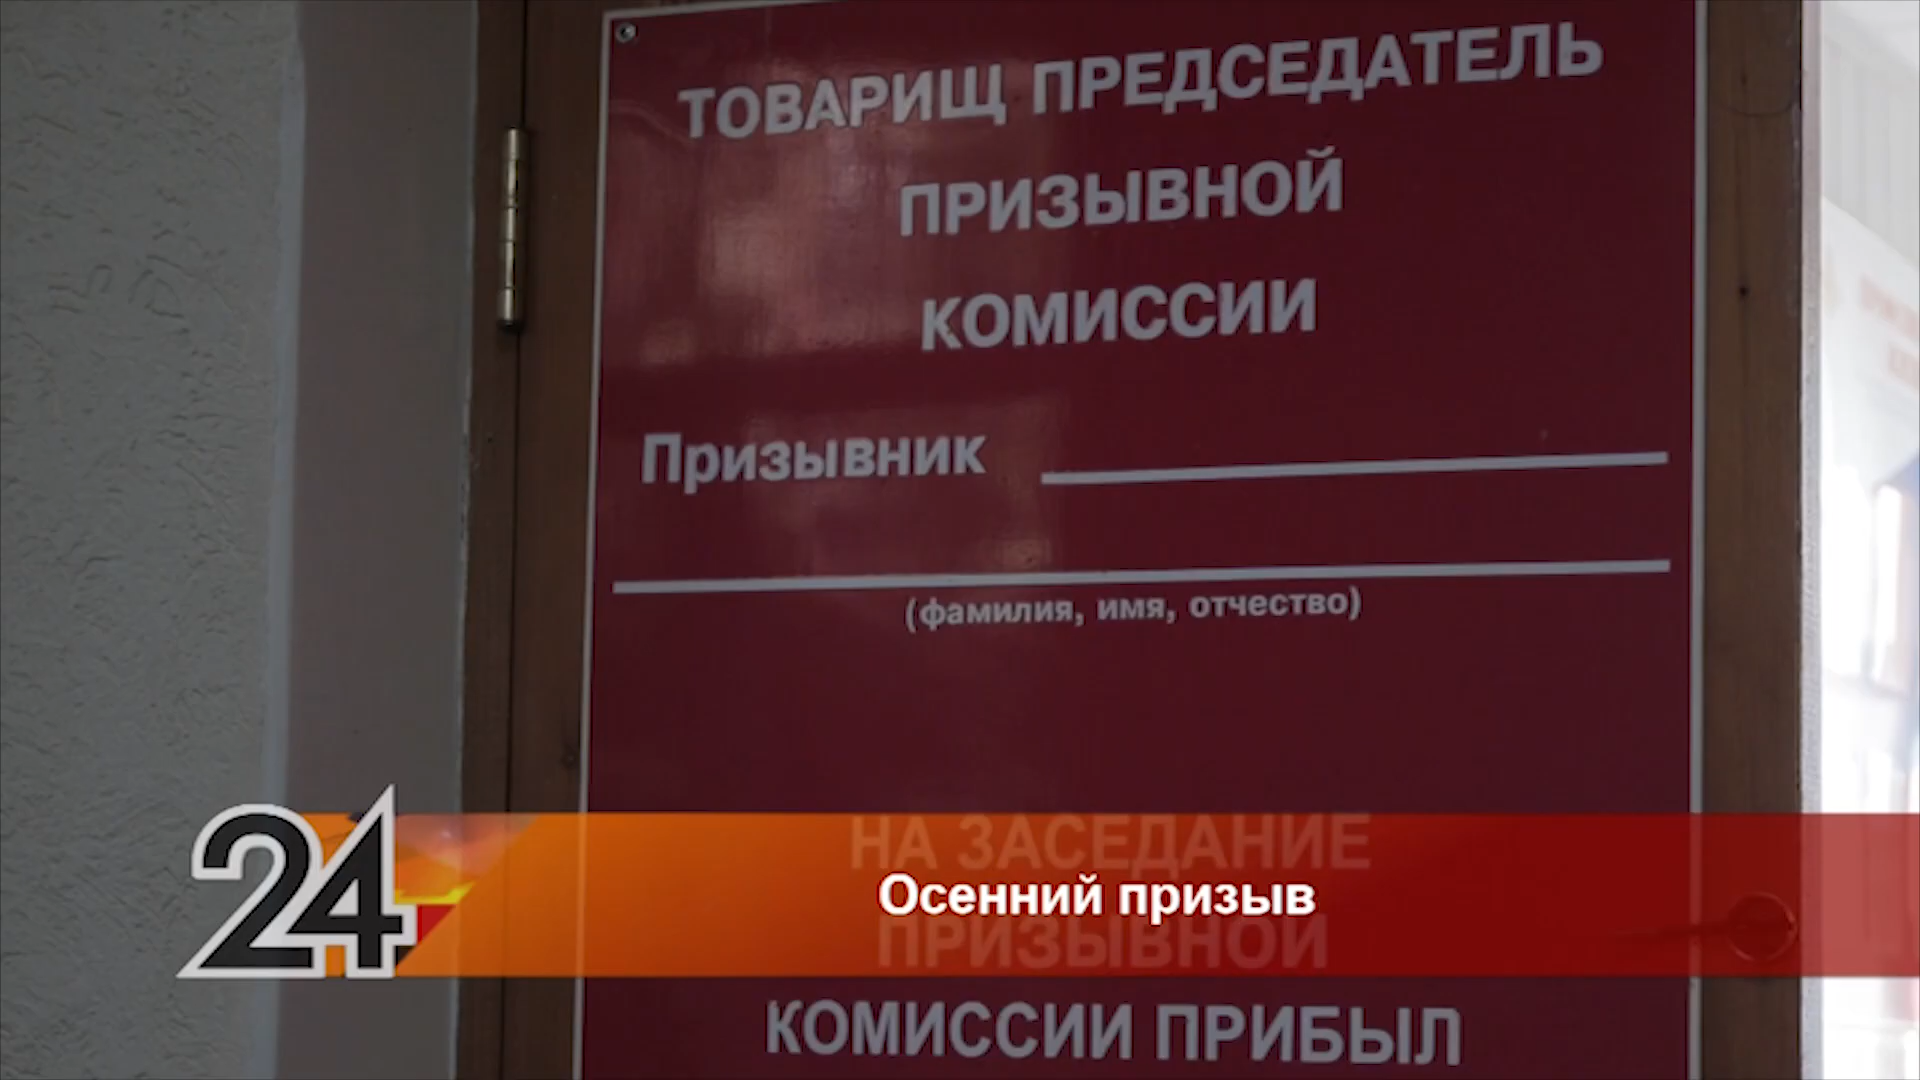 ТОВАРИЩ ПРЕДСЕДАТЕЛЬ
ПРИЗЫВНОЙ
КОМИССИИ
Призывник
(фамилия, имя, отчество)
НА ЗАСЕДАНИЕ
24
Осенний призыв
ПРИЗЫВНОЙ
КОМИССИИ ПРИБЫЛ